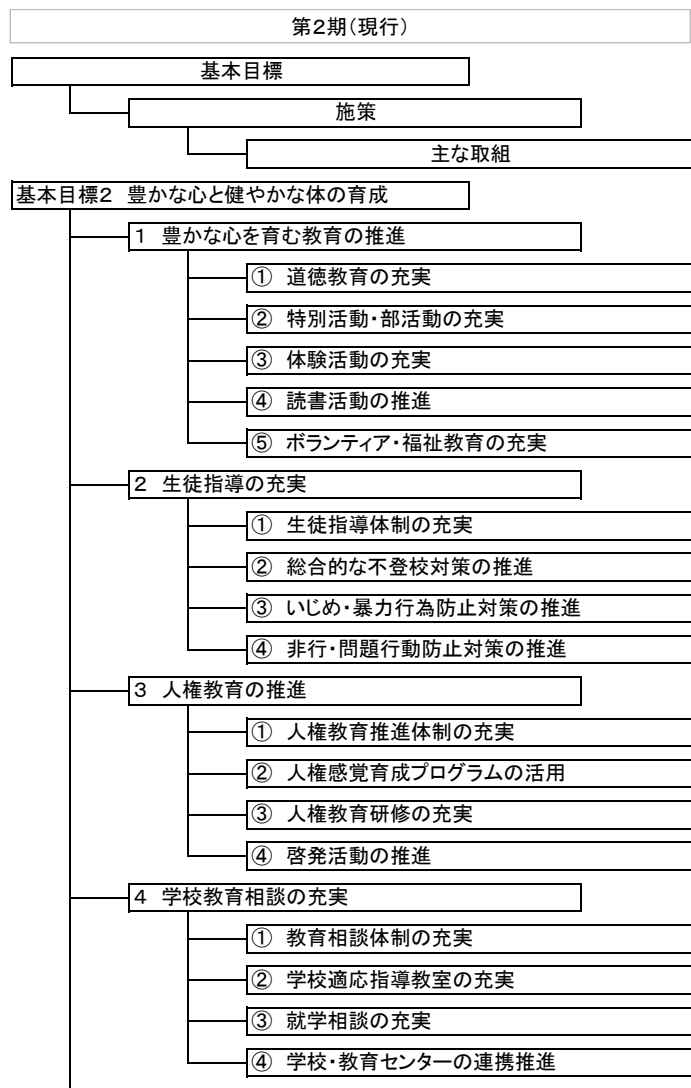 第2期(現行)
基本目標
施策
主な取組
基本目標2 豊かな心と健やかな体の育成
1 豊かな心を育む教育の推進
① 道徳教育の充実
② 特別活動・部活動の充実
③ 体験活動の充実
④ 読書活動の推進
⑤ ボランティア・福祉教育の充実
2 生徒指導の充実
① 生徒指導体制の充実
② 総合的な不登校対策の推進
③ いじめ・暴力行為防止対策の推進
④ 非行・問題行動防止対策の推進
3 人権教育の推進
① 人権教育推進体制の充実
② 人権感覚育成プログラムの活用
③ 人権教育研修の充実
④ 啓発活動の推進
4 学校教育相談の充実
① 教育相談体制の充実
② 学校適応指導教室の充実
③ 就学相談の充実
④ 学校・教育センターの連携推進